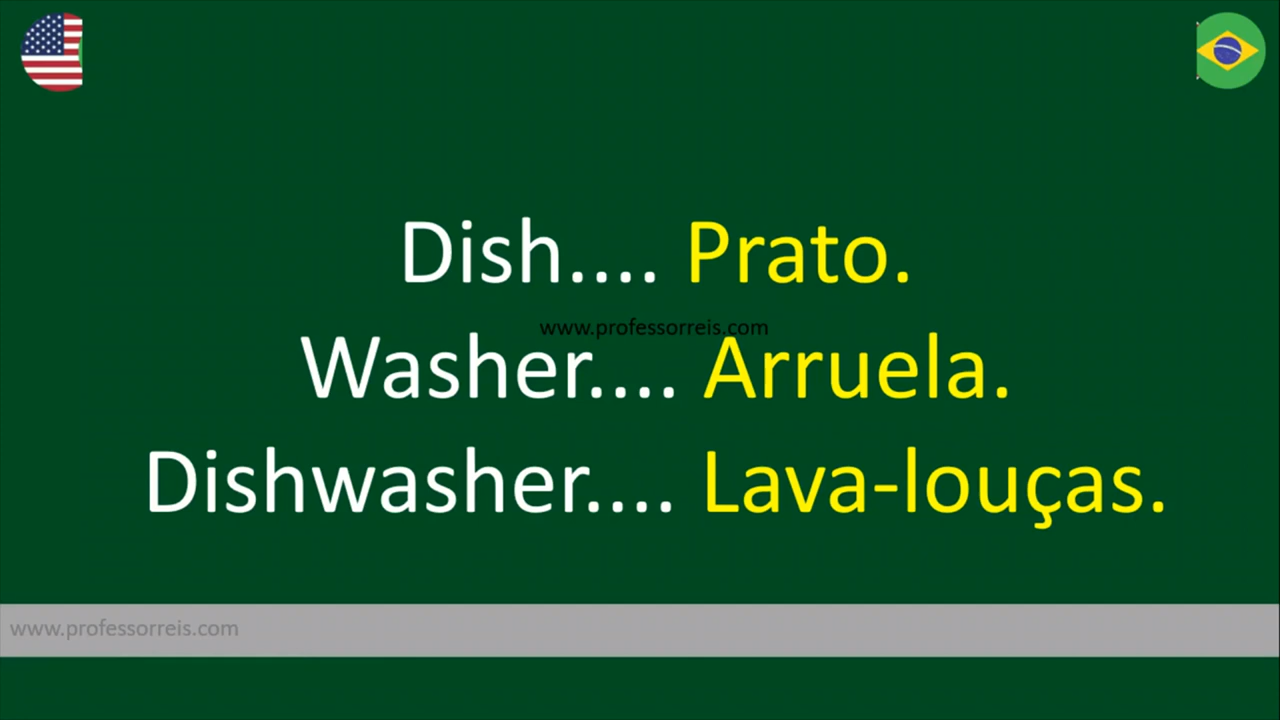 Dish.... Prato.
www.professorreis.com
Washer.... Arruela.
Dishwasher.... Lava-louças.
www.professorreis.com